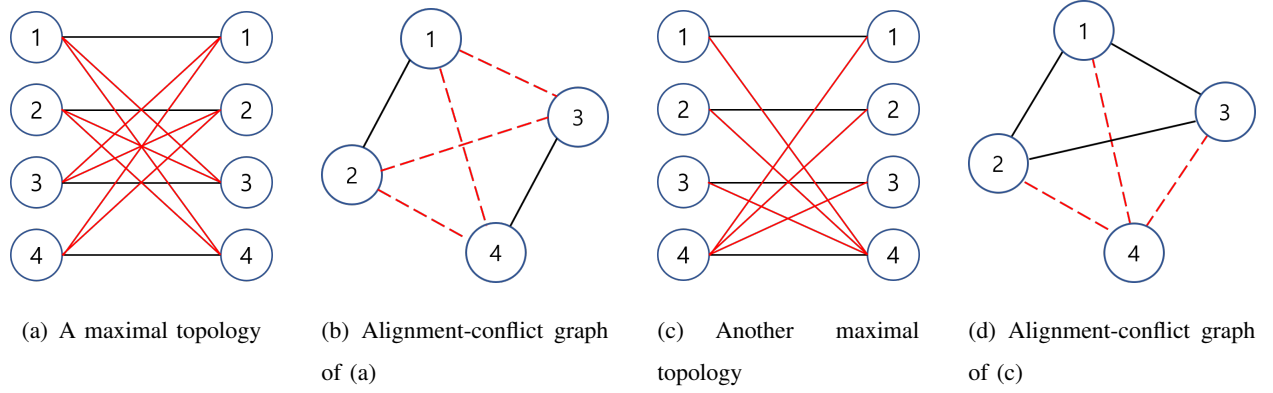 1 1
2 2
3 3
4 4
1
3
2
4
1 1
2 2
3 3
4 4
1
3
2
4
(a) A maximal topology
(b) Alignment-conflict graph
of (a)
(c) Another maximal
topology
(d) Alignment-conflict graph
of (c)